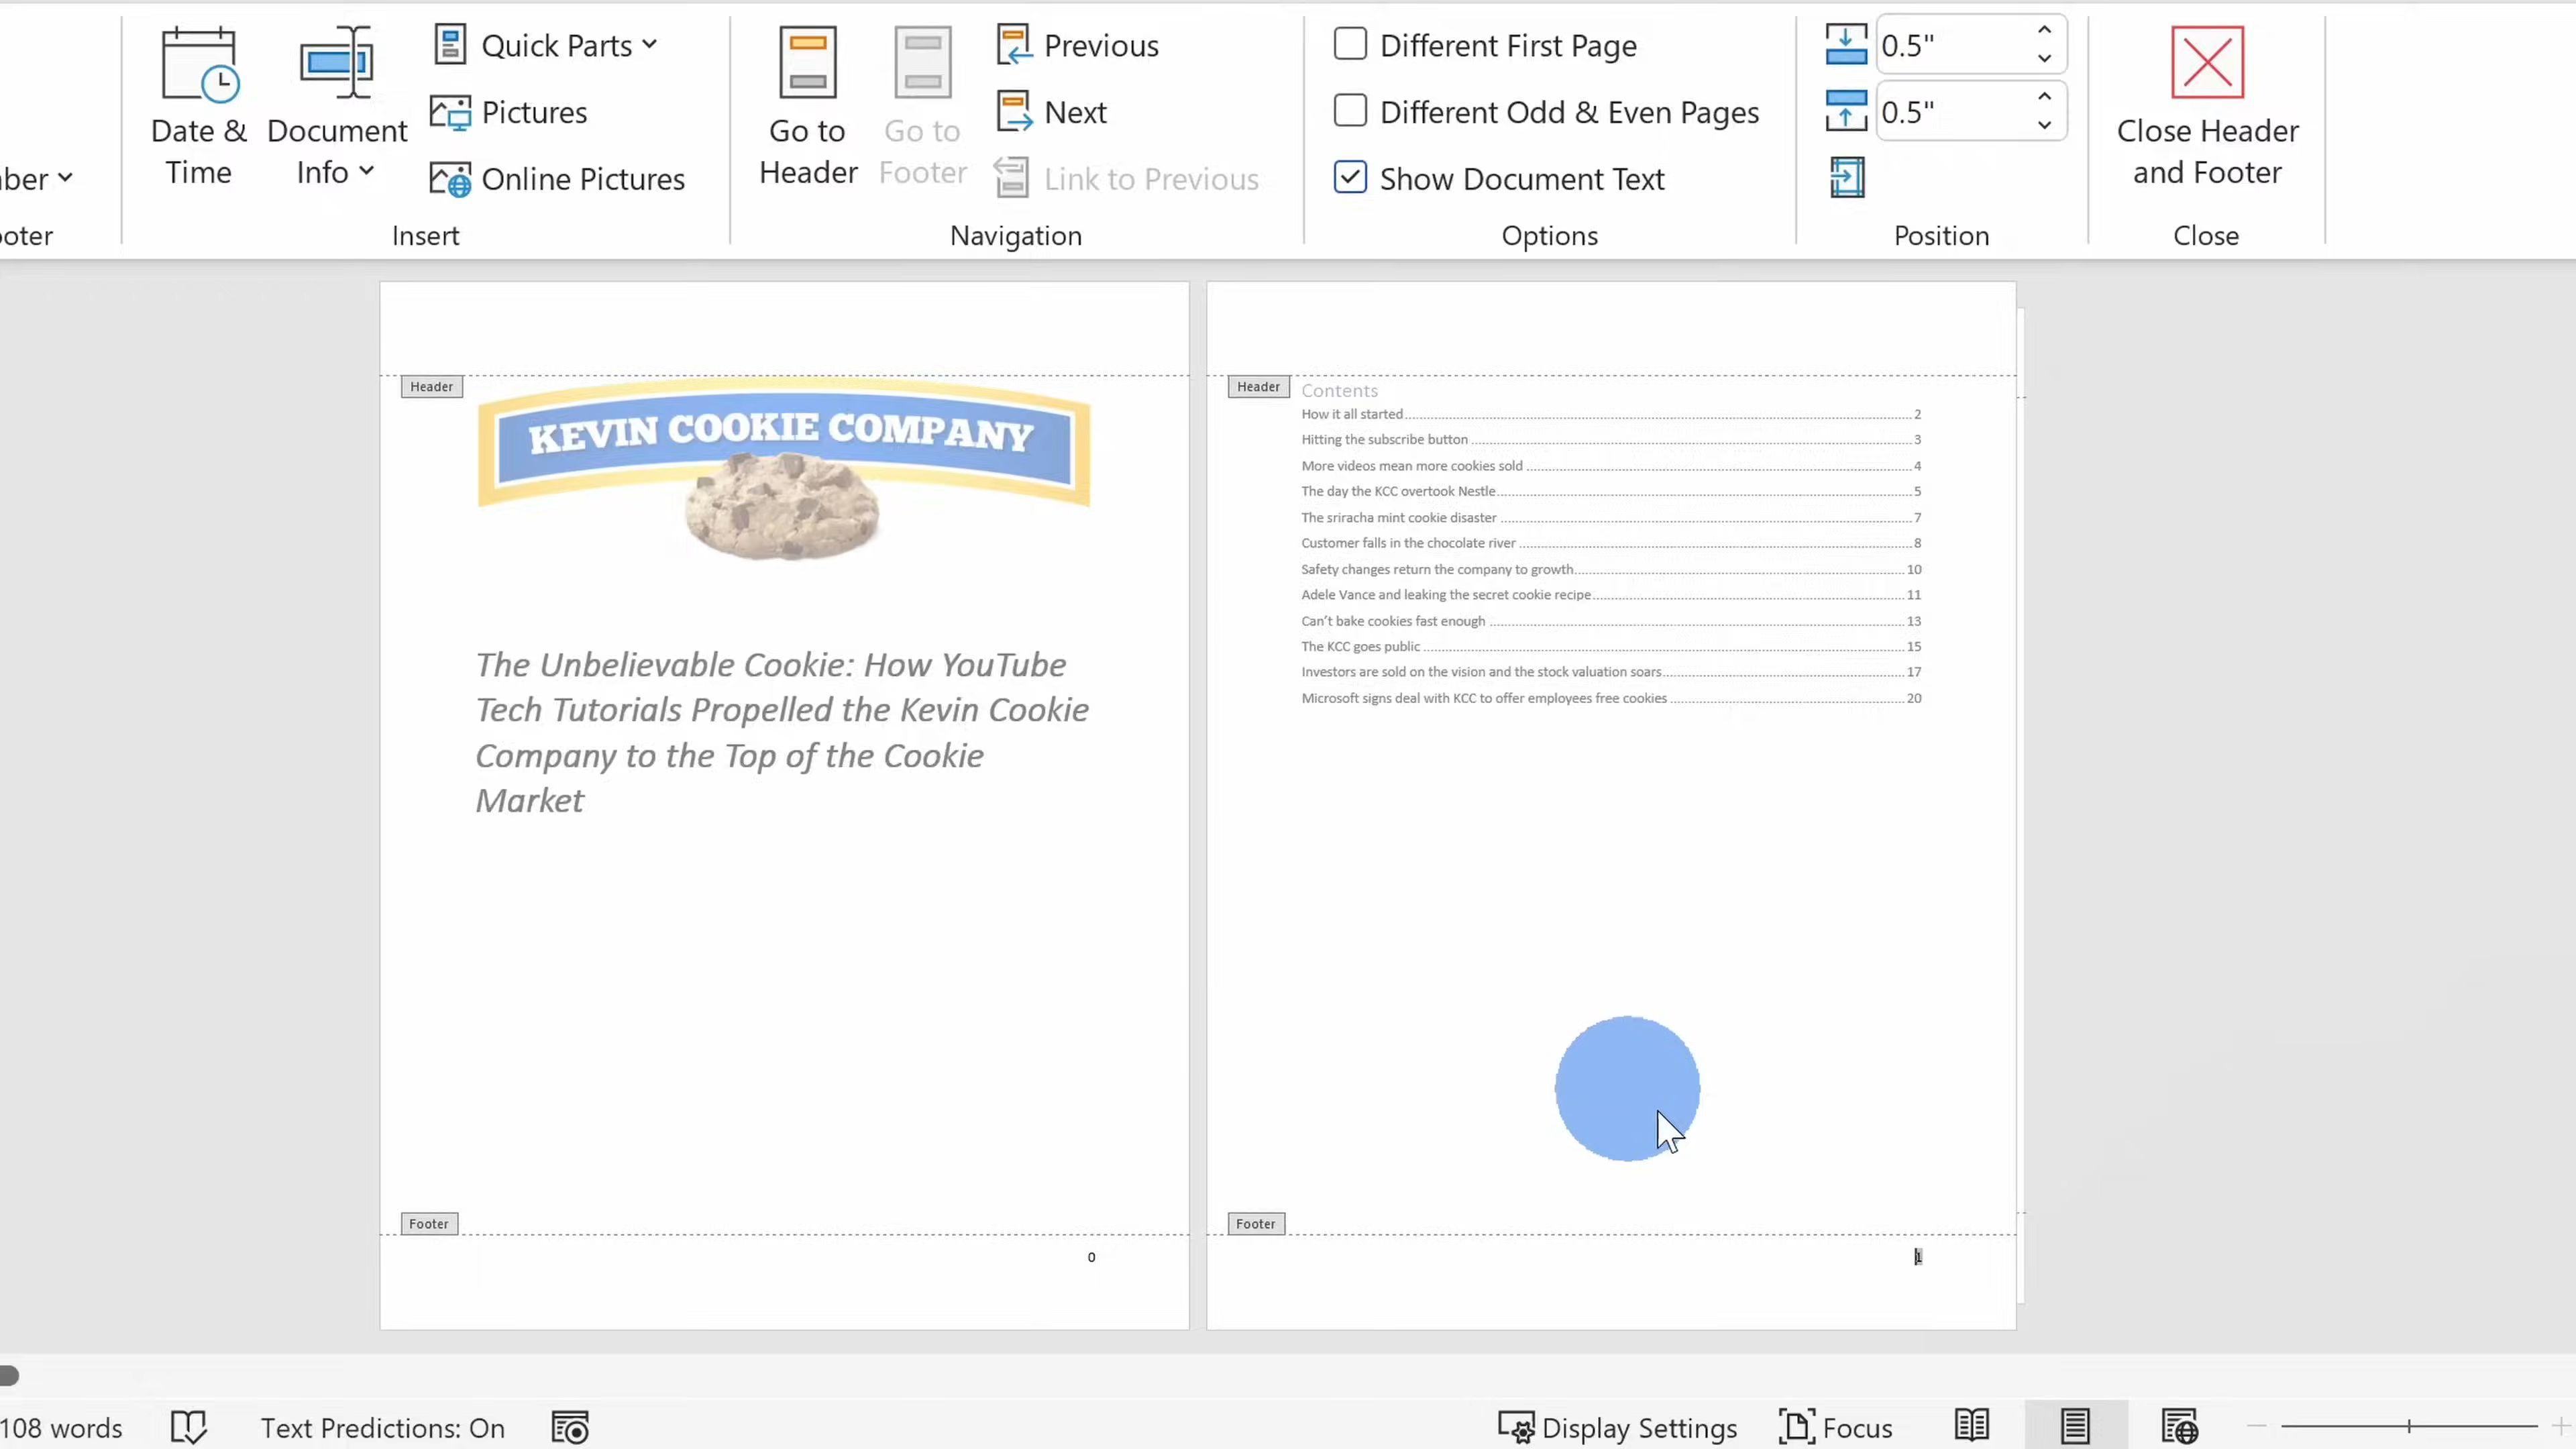 Quick Parts
Previous
Different First Page
0.5"
Pictures
Next
Different Odd & Even Pages
0.5"
Date &
Time
Document
Info
Online Pictures
Go to
Header
Go to
Footer
Link to Previous
Show Document Text
Close Header
and Footer
ber
oter
Insert
Navigation
Options
Position
Close
Header
KEVIN COOKIE COMPANY
The Unbelievable Cookie: How YouTube
Tech Tutorials Propelled the Kevin Cookie
Company to the Top of the Cookie
Market
Footer
0
Header
Contents
How it all started 2
Hitting the subscribe button 3
More videos mean more cookies sold 4
The day the KCC overtook Nestle 5
The sriracha mint cookie disaster 7
Customer falls in the chocolate river 8
Safety changes return the company to growth 10
Adele Vance and leaking the secret cookie recipe 11
Can’t bake cookies fast enough 13
The KCC goes public 15
Investors are sold on the vision and the stock valuation soars 17
Microsoft signs deal with KCC to offer employees free cookies 20
Footer
1
108 words
Text Predictions: On
Display Settings
Focus